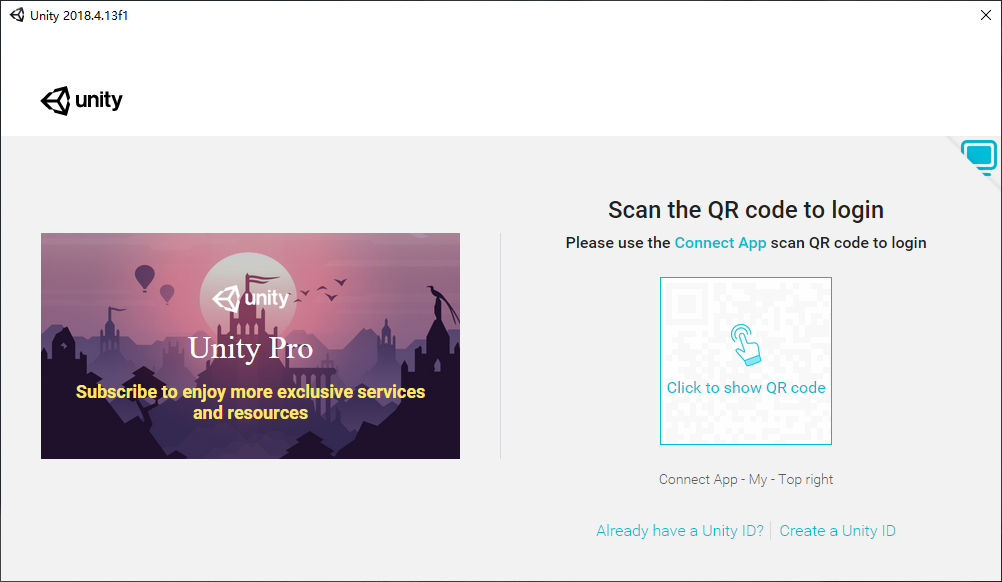 Unity 2018.4.13f1
unity
unity
Unity Pro
Subscribe to enjoy more exclusive services
and resources
Scan the QR code to login
Please use the Connect App scan QR code to login
Click to show QR code
Connect App - My - Top right
Already have a Unity ID? Create a Unity ID